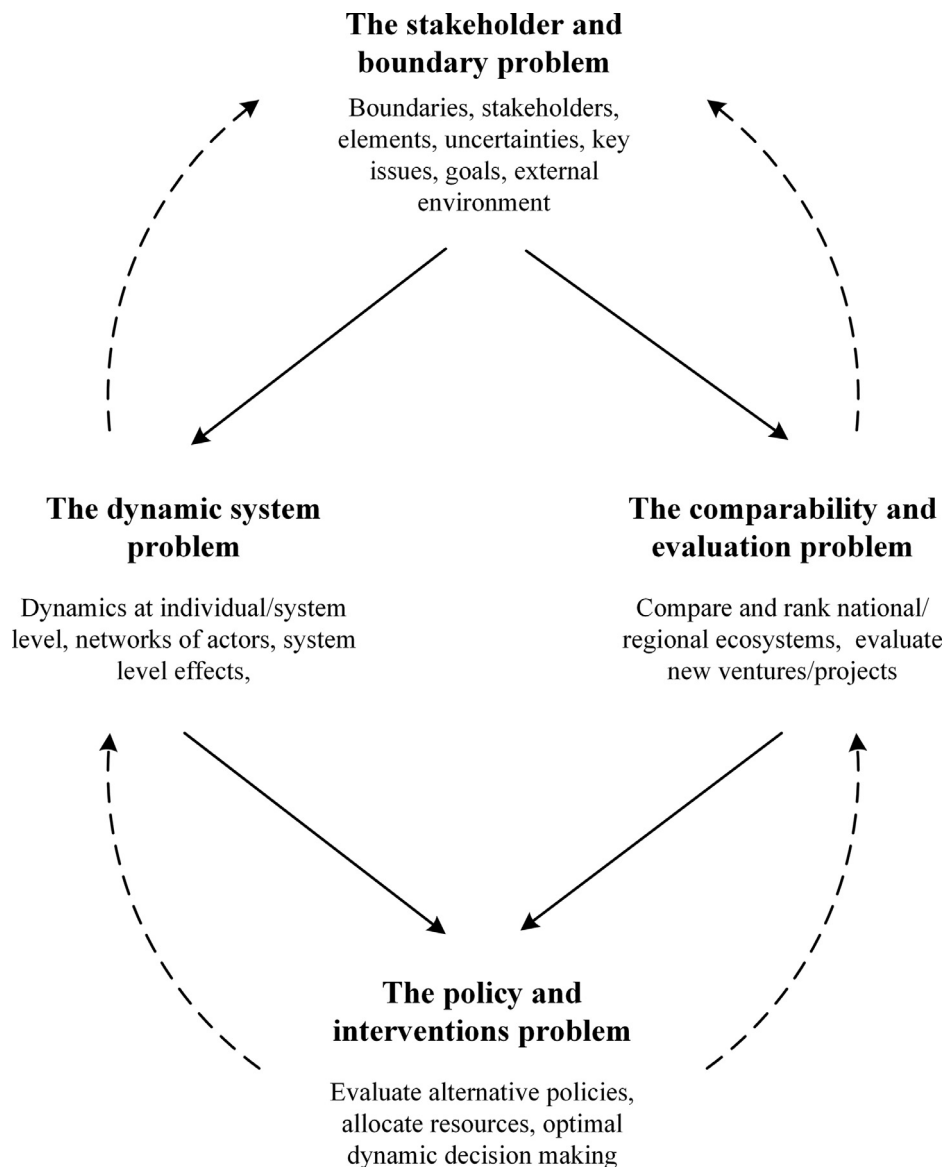 The stakeholder and
boundary problem
Boundaries, stakeholders,
elements, uncertainties, key
issues, goals, external
environment
The dynamic system
problem
Dynamics at individual/system
level, networks of actors, system
level effects,
The comparability and
evaluation problem
Compare and rank national/
regional ecosystems, evaluate
new ventures/projects
The policy and
interventions problem
Evaluate alternative policies,
allocate resources, optimal
dynamic decision making